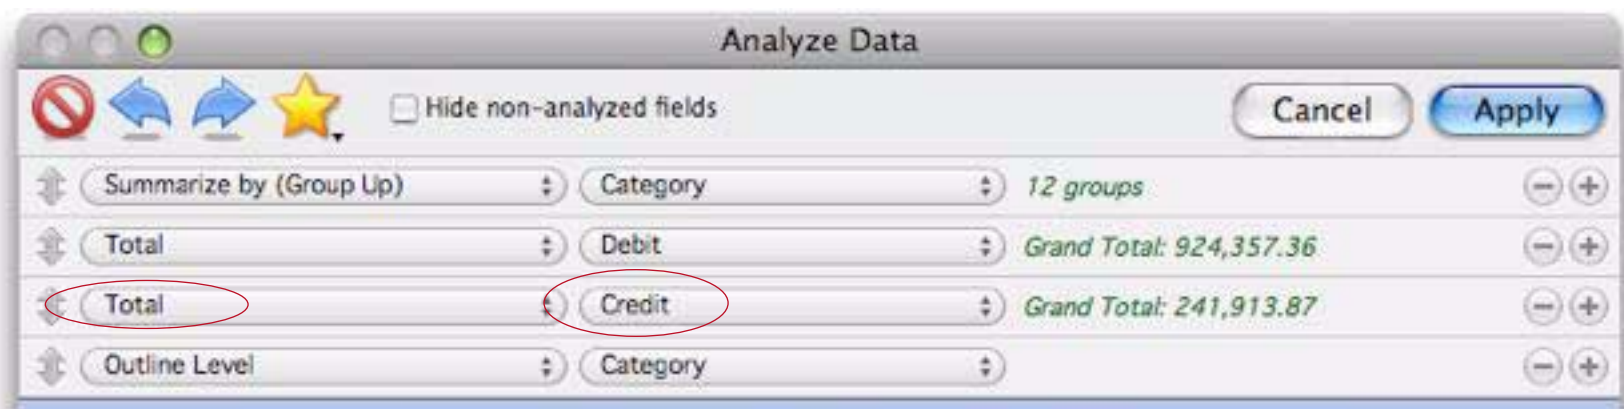 Analyze Data
Hide non-analyzed fields Cancel Apply
Summarize by (Group Up) Category 12 groups
Total Debit Grand Total: 924,357.36
Total Credit Grand Total: 241,913.87
Outline Level Category